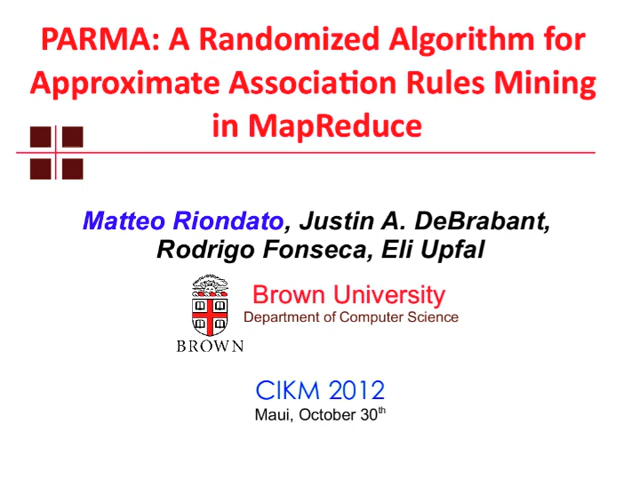 PARMA: A Randomized Algorithm for
Approximate Association Rules Mining
in MapReduce
Matteo Riondato, Justin A. DeBrabant,
Rodrigo Fonseca, Eli Upfal
Brown University
Department of Computer Science
BROWN
CIKM 2012
Maui, October 30th